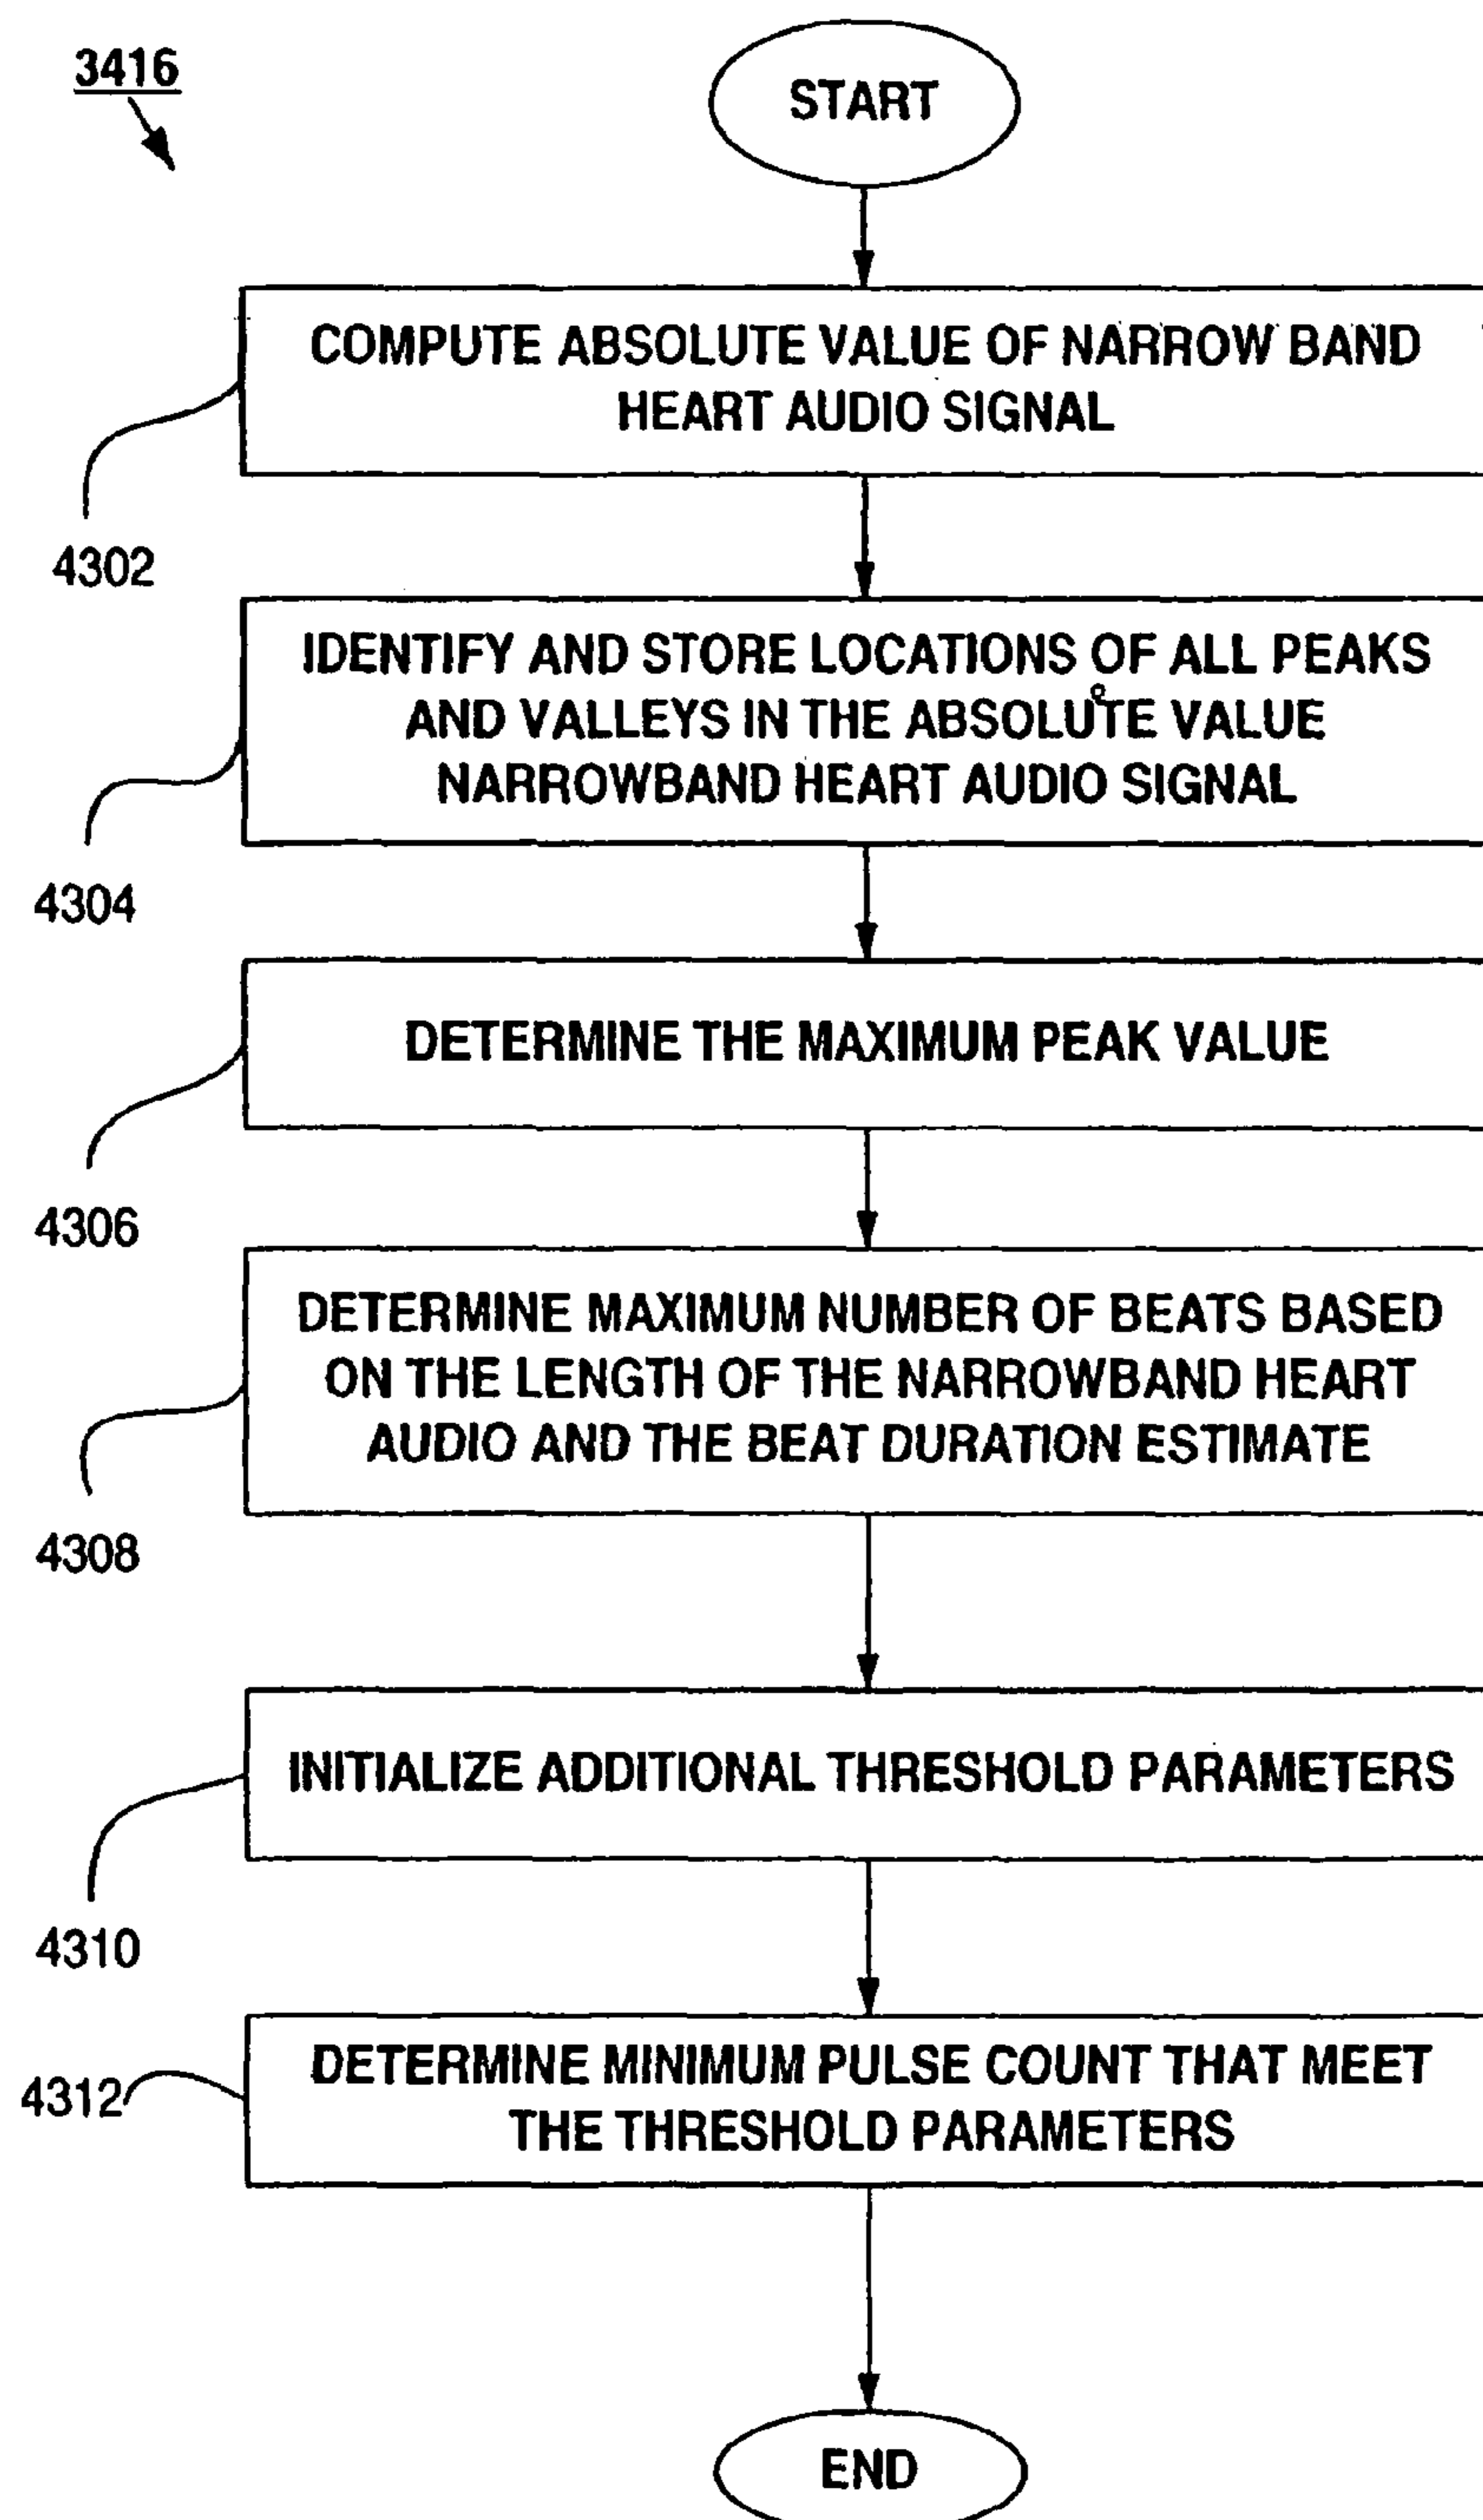 3416
START
COMPUTE ABSOLUTE VALUE OF NARROW BAND
HEART AUDIO SIGNAL
4302
IDENTIFY AND STORE LOCATIONS OF ALL PEAKS
AND VALLEYS IN THE ABSOLUTE VALUE
NARROWBAND HEART AUDIO SIGNAL
4304
DETERMINE THE MAXIMUM PEAK VALUE
4306
DETERMINE MAXIMUM NUMBER OF BEATS BASED
ON THE LENGTH OF THE NARROWBAND HEART
AUDIO AND THE BEAT DURATION ESTIMATE
4308
INITIALIZE ADDITIONAL THRESHOLD PARAMETERS
4310
DETERMINE MINIMUM PULSE COUNT THAT MEET
THE THRESHOLD PARAMETERS
4312
END